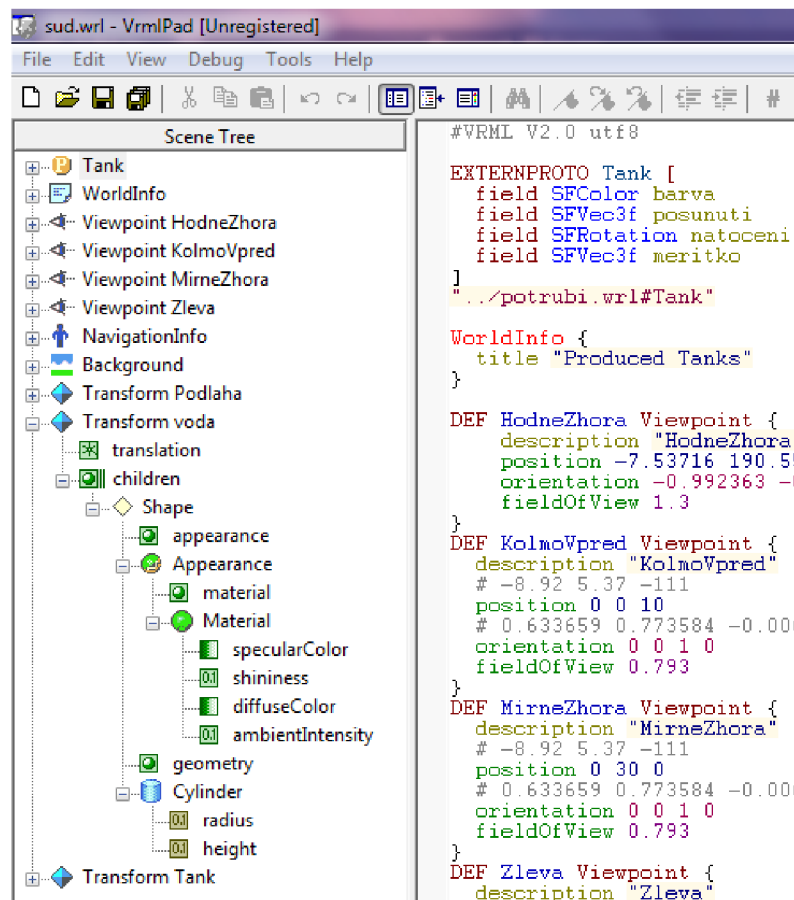 sud.wrl - VrmlPad [Unregistered]
File Edit View Debug Tools Help
Scene Tree
Tank
WorldInfo
Viewpoint HodneZhora
Viewpoint KolmoVpred
Viewpoint MirneZhora
Viewpoint Zleva
NavigationInfo
Background
Transform Podlaha
Transform voda
translation
children
Shape
appearance
Appearance
material
Material
specularColor
shininess
diffuseColor
ambientIntensity
geometry
Cylinder
radius
height
Transform Tank
#VRML V2.0 utf8
EXTERNPROTO Tank [
field SFColor barva
field SFVec3f posunuti
field SFRotation natoceni
field SFVec3f meritko
]
"../potrubi.wrl#Tank"
WorldInfo {
title "Produced Tanks"
}
DEF HodneZhora Viewpoint {
description "HodneZhora
position -7.53716 190.5
orientation -0.992363 -
fieldOfView 1.3
}
DEF KolmoVpred Viewpoint {
description "KolmoVpred"
# -8.92 5.37 -111
position 0 0 10
# 0.633659 0.773584 -0.00
orientation 0 0 1 0
fieldOfView 0.793
}
DEF MirneZhora Viewpoint {
description "MirneZhora"
# -8.92 5.37 -111
position 0 30 0
# 0.633659 0.773584 -0.00
orientation 0 0 1 0
fieldOfView 0.793
}
DEF Zleva Viewpoint {
description "Zleva"